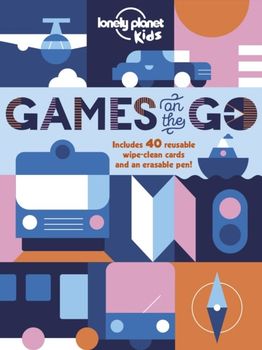 lonely planet
Kids
GAMES on the GO
Includes 40 reusable
wipe-clean cards
and an erasable pen!